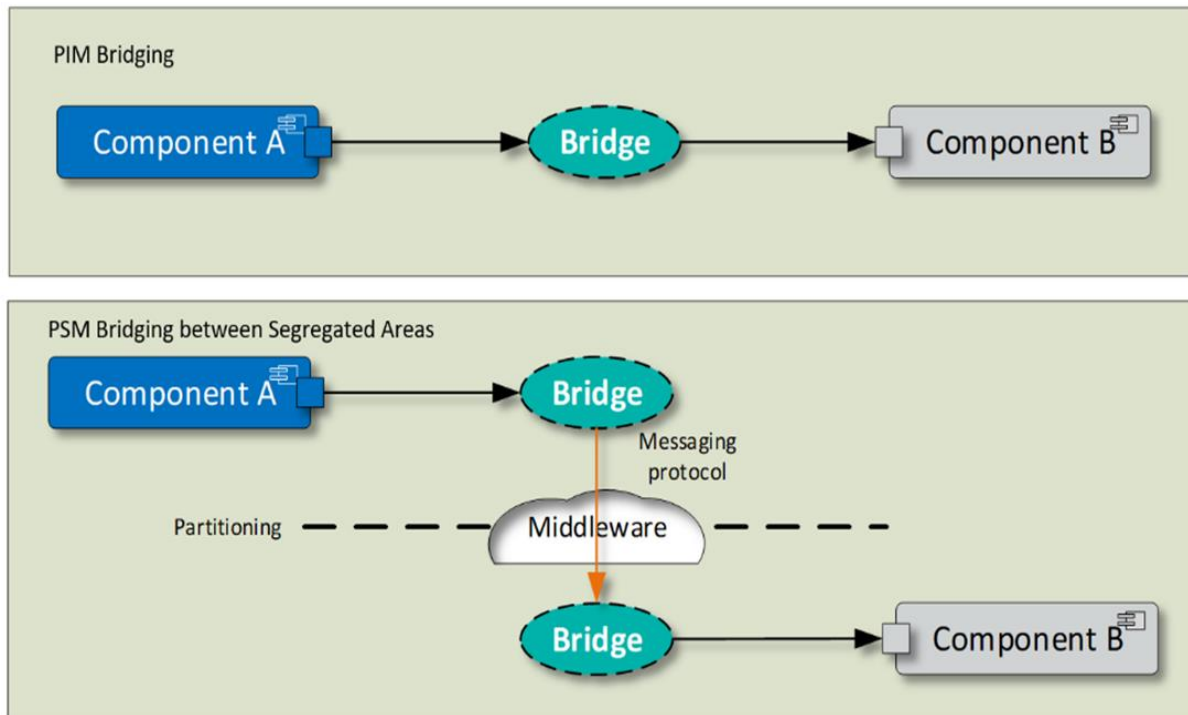 PIM Bridging
Component A
Bridge
Component B
PSM Bridging between Segregated Areas
Component A
Bridge
Messaging
protocol
Partitioning
Middleware
Bridge
Component B